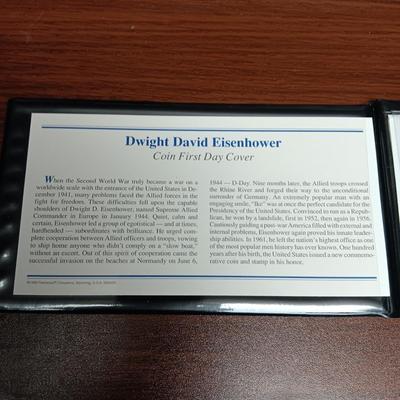 Dwight David Eisenhower
Coin First Day Cover
When the Second World War truly became a war on a
worldwide scale with the entrance of the United States in De-
cember 1941, many problems faced the Allied forces in the
fight for freedom. These difficulties fell upon the capable
shoulders of Dwight D. Eisenhower, named Supreme Allied
Commander in Europe in January 1944. Quiet, calm and
certain, Eisenhower led a group of egotistical — and at times,
hardheaded — subordinates with brilliance. He urged com-
plete cooperation between Allied officers and troops, vowing
to ship home anyone who didn't comply on a "slow boat,"
without an escort. Out of this spirit of cooperation came the
successful invasion on the beaches at Normandy on June 6,
1944 — D-Day. Nine months later, the Allied troops crossed
the Rhine River and forged their way to the unconditional
surrender of Germany. An extremely popular man with an
engaging smile, "Ike" was at once the perfect candidate for the
Presidency of the United States. Convinced to run as a Repub-
lican, he won by a landslide, first in 1952, then again in 1956.
Cautiously guiding a post-war America filled with external and
internal problems, Eisenhower again proved his innate leader-
ship abilities. In 1961, he left the nation's highest office as one
of the most popular men history has ever known. One hundred
years after his birth, the United States issued a new commemo-
rative coin and stamp in his honor.